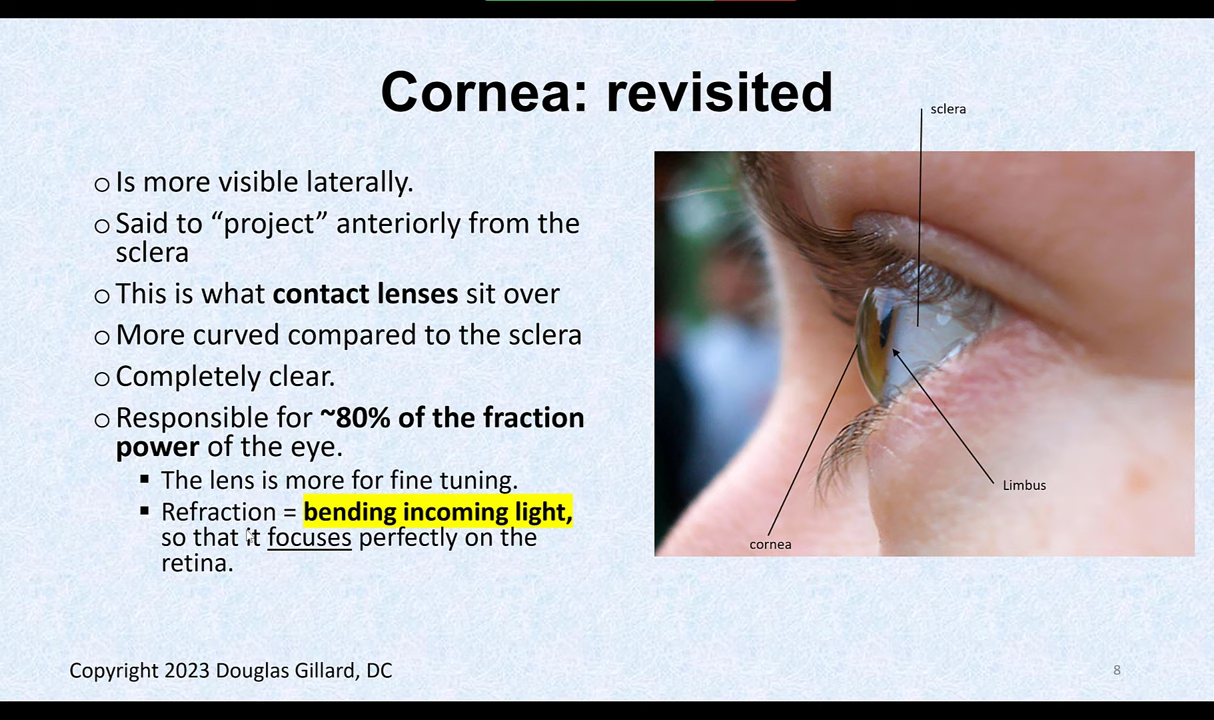 Cornea: revisited
sclera
○ Is more visible laterally.
○ Said to “project” anteriorly from the
sclera
○ This is what contact lenses sit over
○ More curved compared to the sclera
○ Completely clear.
○ Responsible for ~80% of the fraction
power of the eye.
▪ The lens is more for fine tuning.
▪ Refraction = bending incoming light,
so that it focuses perfectly on the
retina.
Limbus
cornea
Copyright 2023 Douglas Gillard, DC
8